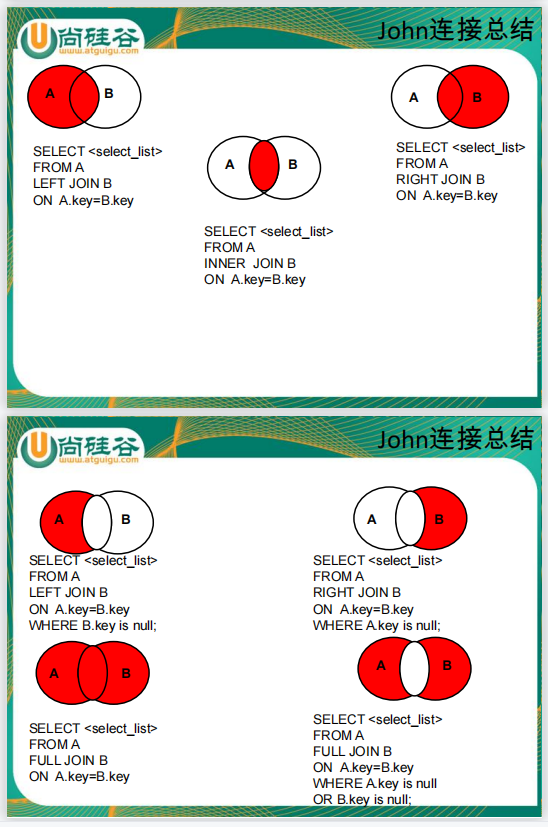 尚硅谷
www.atguigu.com
John连接总结
A B
SELECT <select_list>
FROM A
LEFT JOIN B
ON A.key=B.key
A B
SELECT <select_list>
FROM A
INNER JOIN B
ON A.key=B.key
A B
SELECT <select_list>
FROM A
RIGHT JOIN B
ON A.key=B.key
尚硅谷
www.atguigu.com
John连接总结
A B
SELECT <select_list>
FROM A
LEFT JOIN B
ON A.key=B.key
WHERE B.key is null;
A B
SELECT <select_list>
FROM A
RIGHT JOIN B
ON A.key=B.key
WHERE A.key is null;
A B
SELECT <select_list>
FROM A
FULL JOIN B
ON A.key=B.key
A B
SELECT <select_list>
FROM A
FULL JOIN B
ON A.key=B.key
WHERE A.key is null
OR B.key is null;